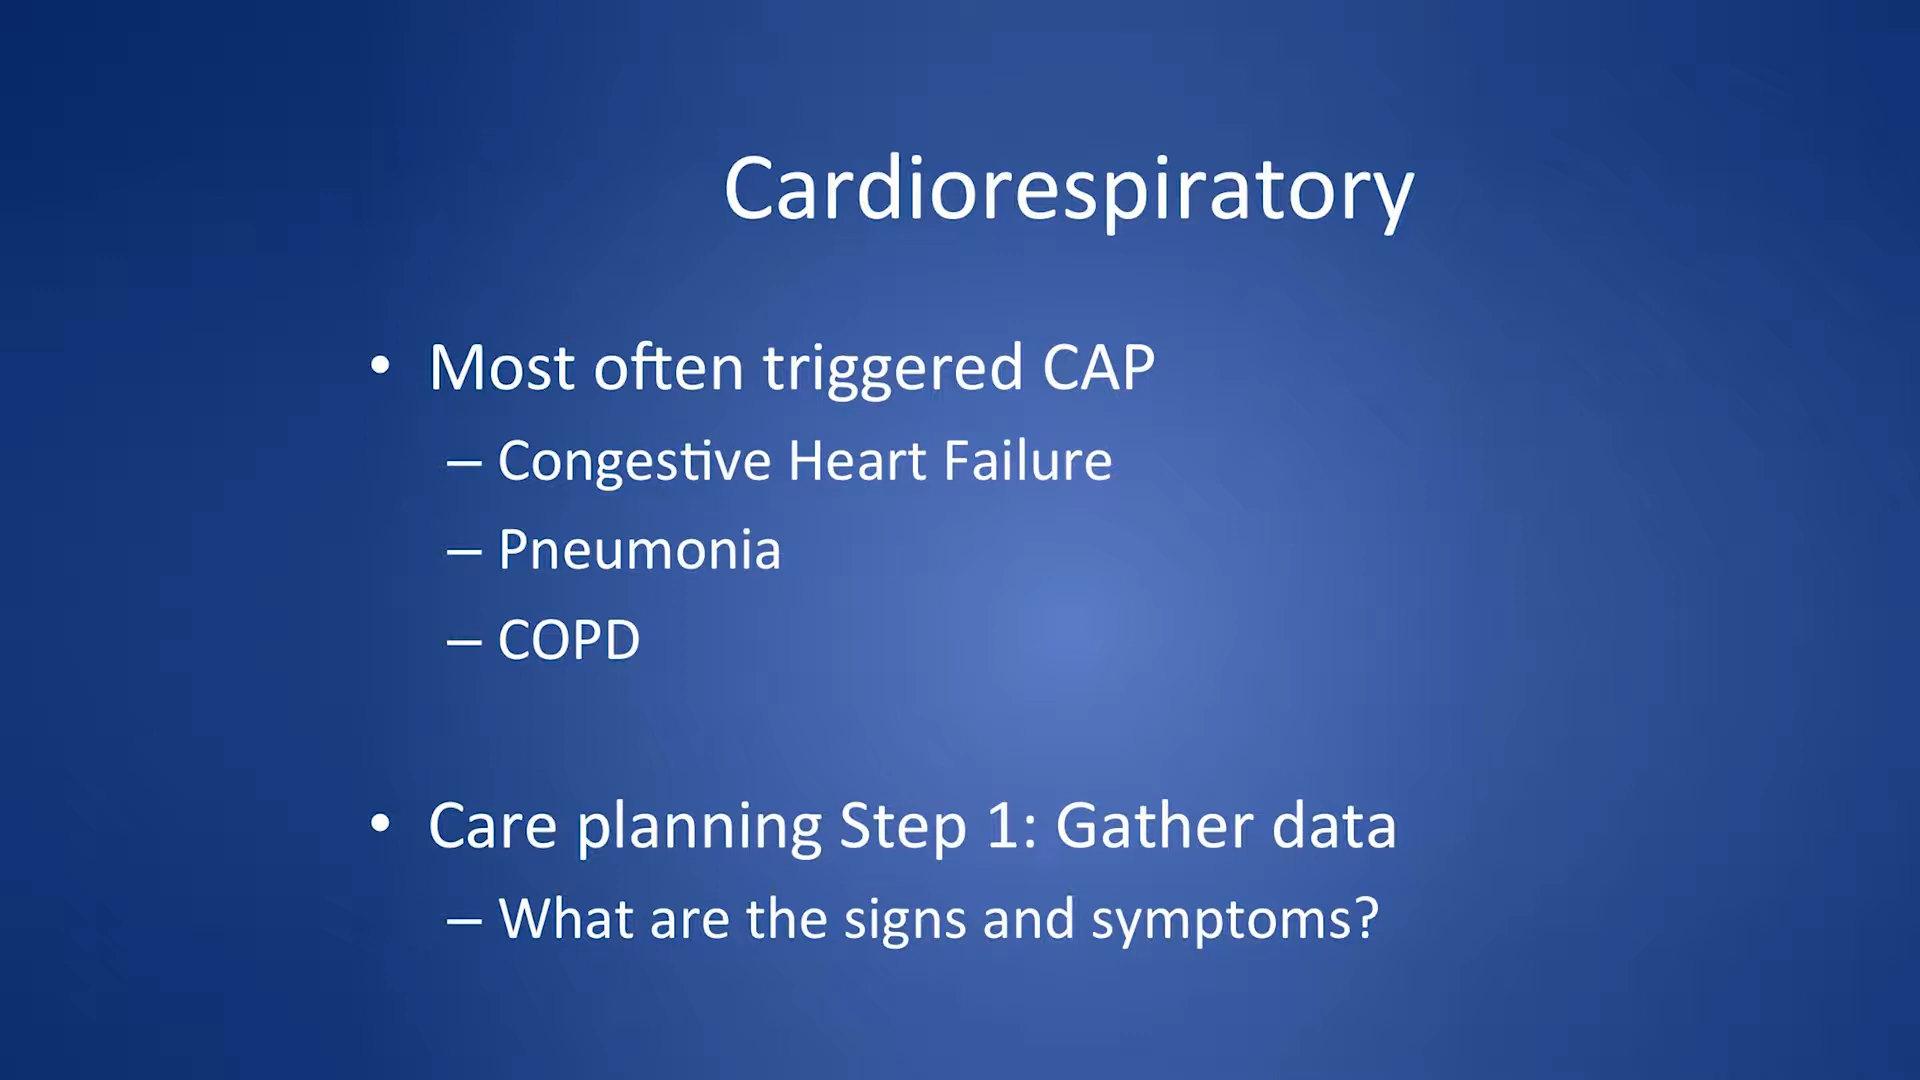 Cardiorespiratory
• Most often triggered CAP
– Congestive Heart Failure
– Pneumonia
– COPD
• Care planning Step 1: Gather data
– What are the signs and symptoms?